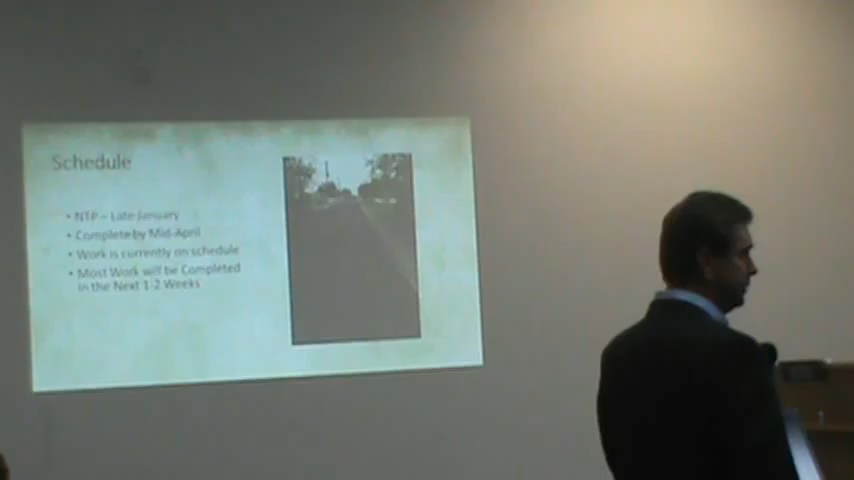 Schedule
• NTP – Late January
• Complete by Mid-April
• Work is currently on schedule
• Most Work will be Completed
in the Next 1-2 Weeks